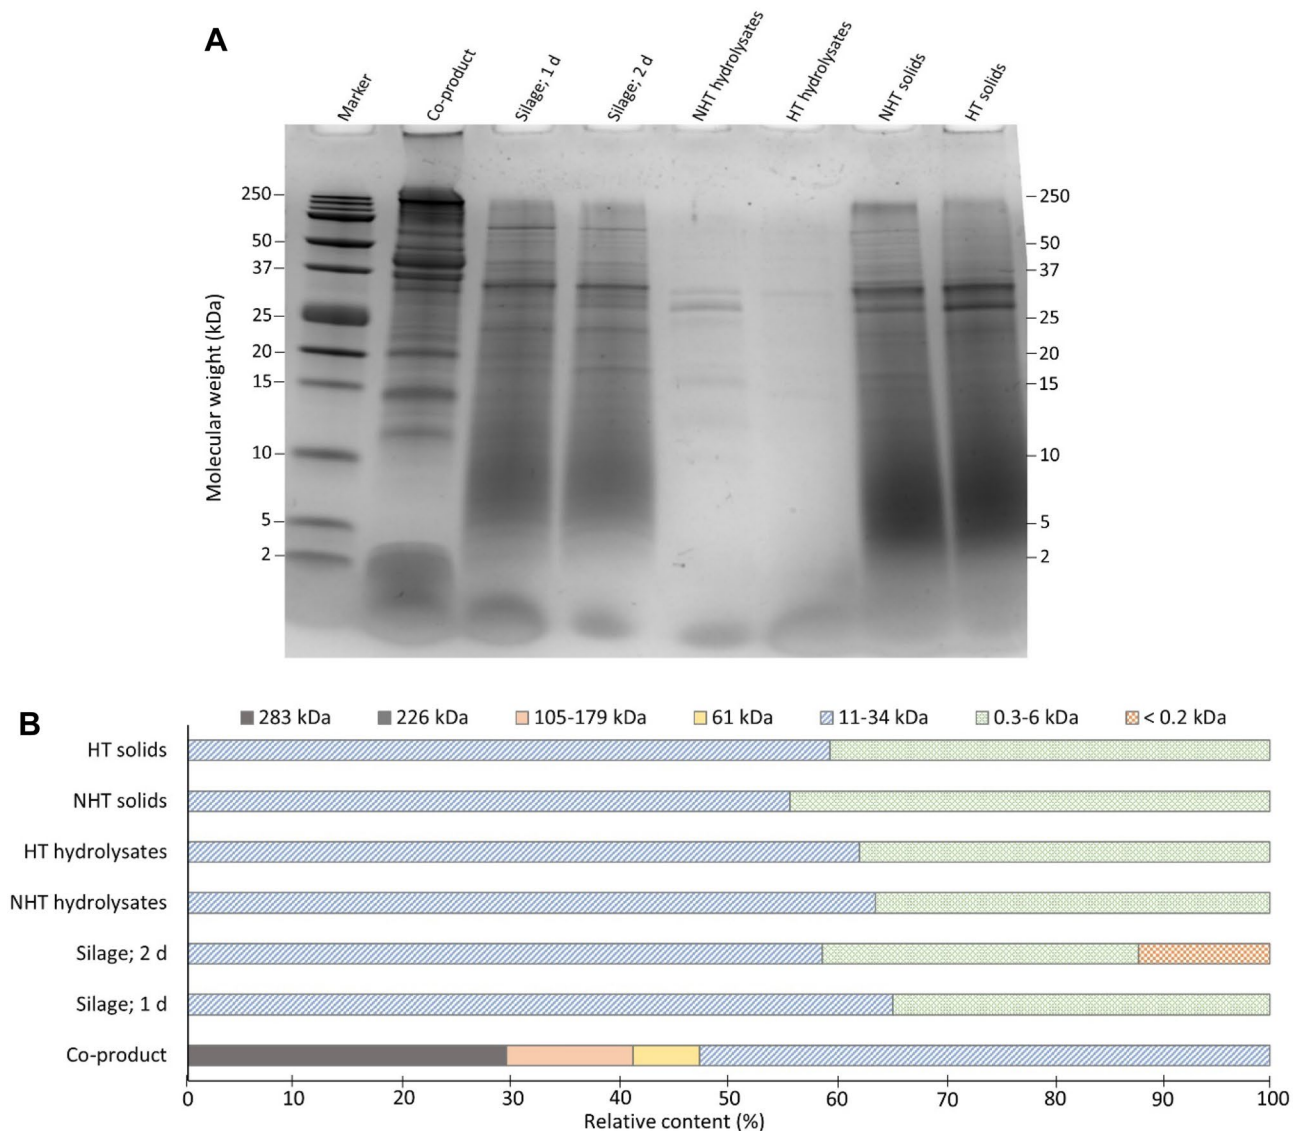 A
Marker
Co-product
Silage; 1 d
Silage; 2 d
NHT hydrolysates
HT hydrolysates
NHT solids
HT solids
Molecular weight (kDa)
250
50
37
25
20
15
10
5
2
250
50
37
25
20
15
10
5
2
B
283 kDa 226 kDa 105-179 kDa 61 kDa 11-34 kDa 0.3-6 kDa < 0.2 kDa
HT solids
NHT solids
HT hydrolysates
NHT hydrolysates
Silage; 2 d
Silage; 1 d
Co-product
0 10 20 30 40 50 60 70 80 90 100
Relative content (%)